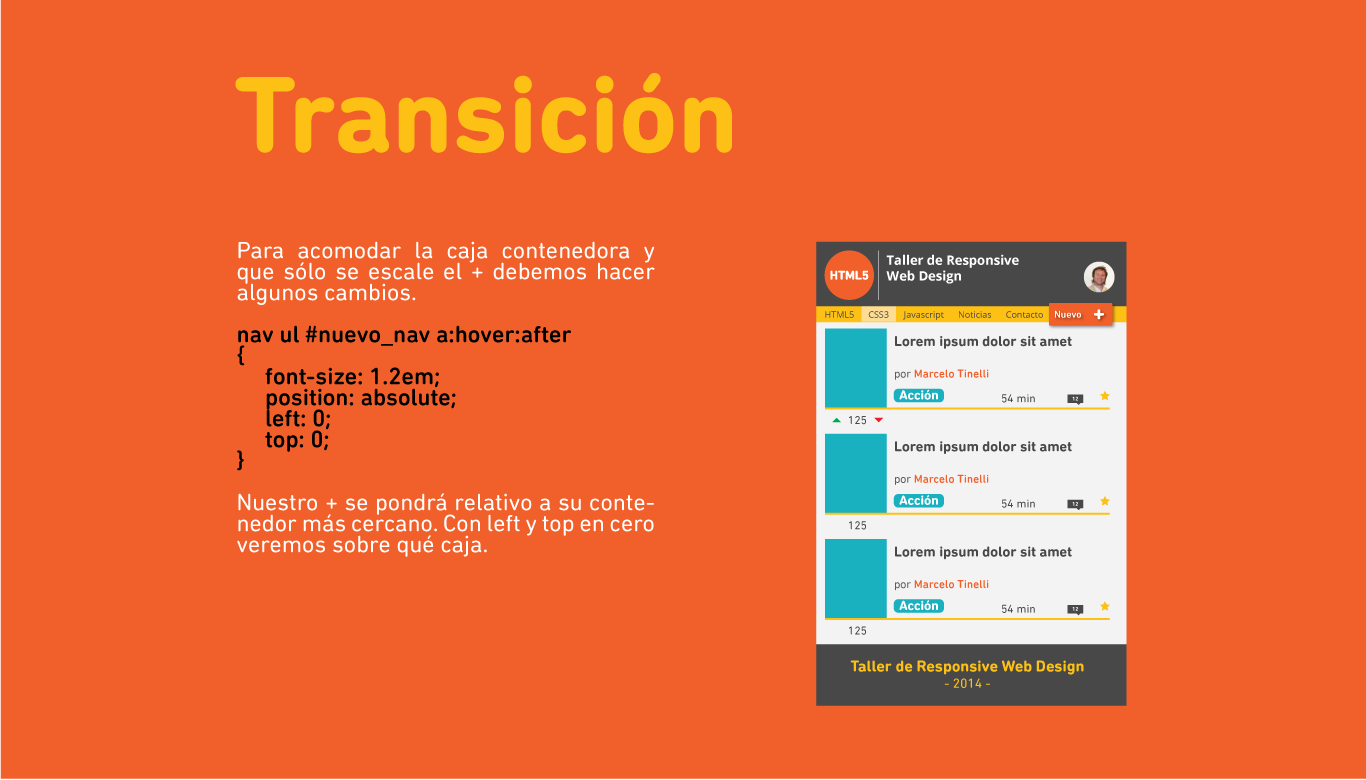 Transición
Para acomodar la caja contenedora y
que sólo se escale el + debemos hacer
algunos cambios.
nav ul #nuevo_nav a:hover:after
{
font-size: 1.2em;
position: absolute;
left: 0;
top: 0;
}
Nuestro + se pondrá relativo a su conte-
nedor más cercano. Con left y top en cero
veremos sobre qué caja.
HTML5
Taller de Responsive
Web Design
HTML5 CSS3 Javascript Noticias Contacto Nuevo +
Lorem ipsum dolor sit amet
por Marcelo Tinelli
Acción 54 min 12
125
Lorem ipsum dolor sit amet
por Marcelo Tinelli
Acción 54 min 12
125
Lorem ipsum dolor sit amet
por Marcelo Tinelli
Acción 54 min 12
125
Taller de Responsive Web Design
- 2014 -